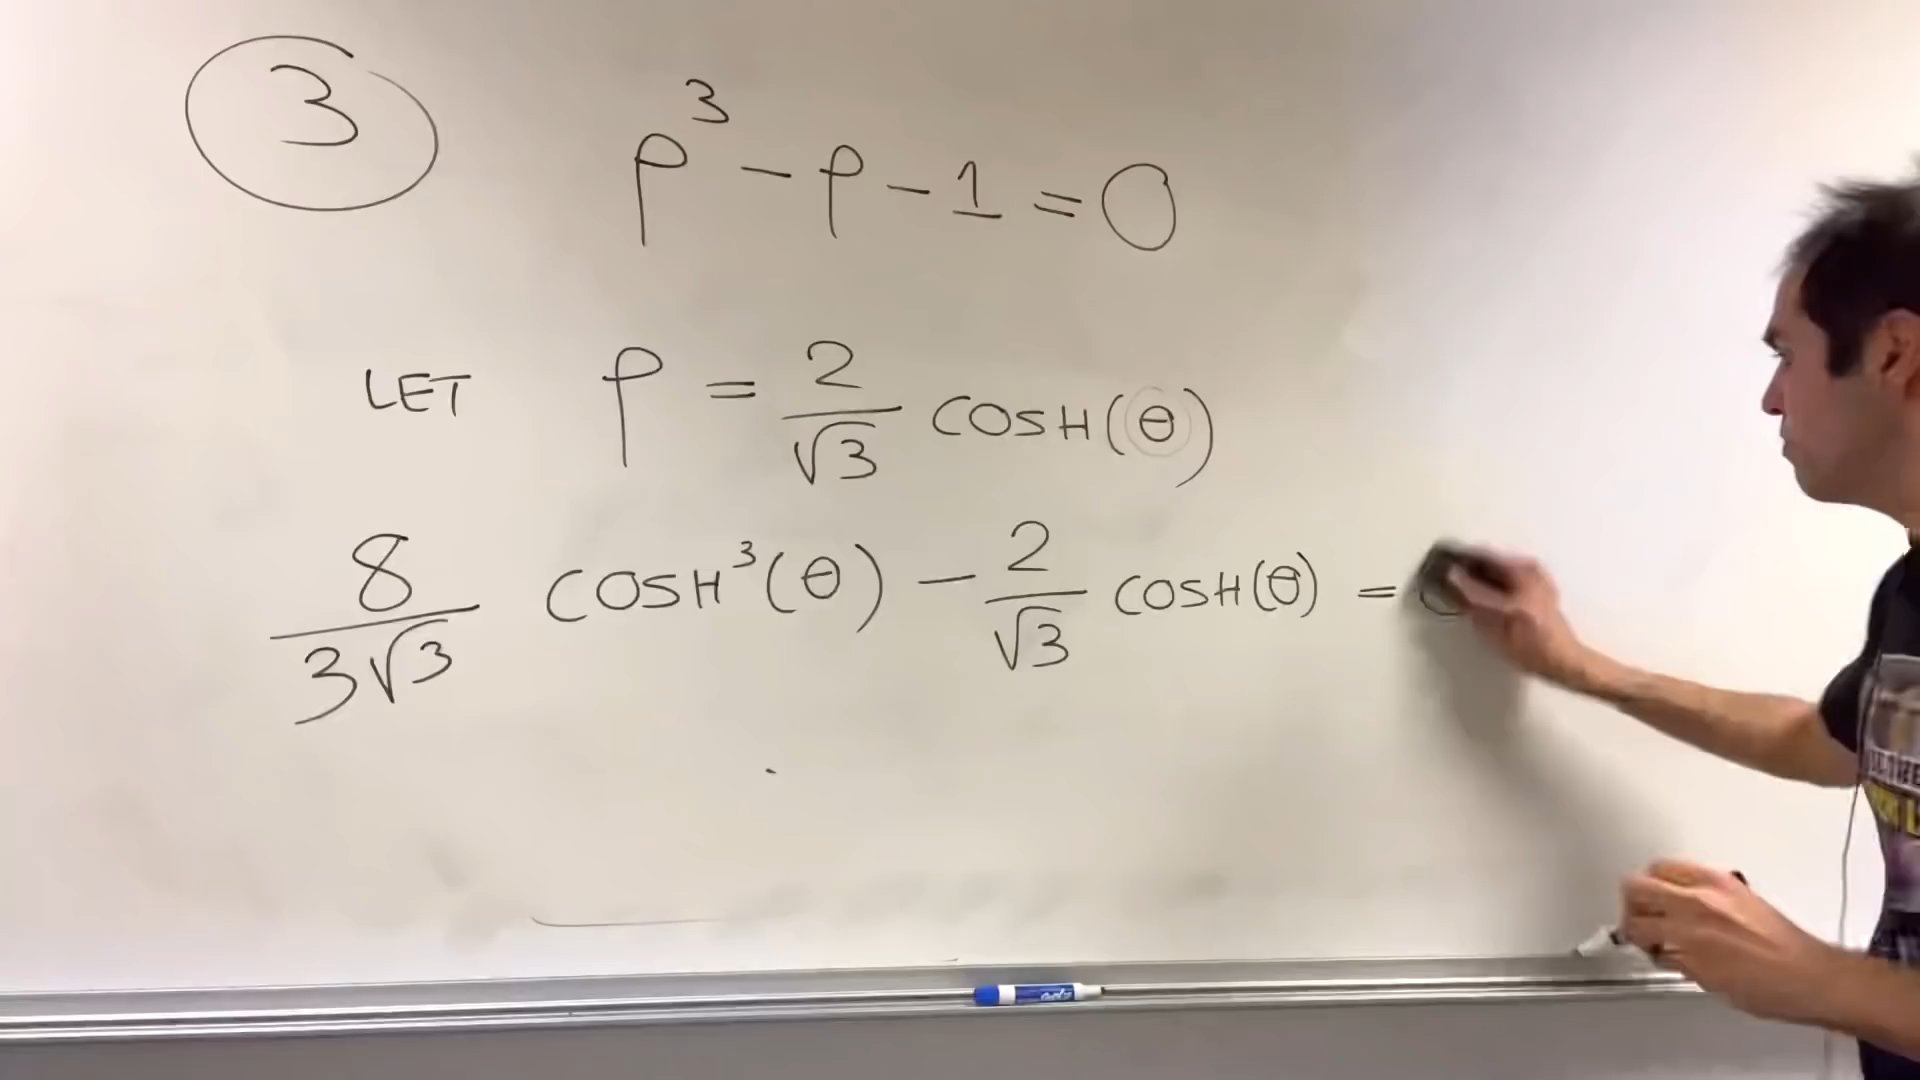 3
ρ³ - ρ - 1 = 0
LET ρ = 2/√3 COSH(θ)
8/3√3 COSH³(θ) - 2/√3 COSH(θ) =